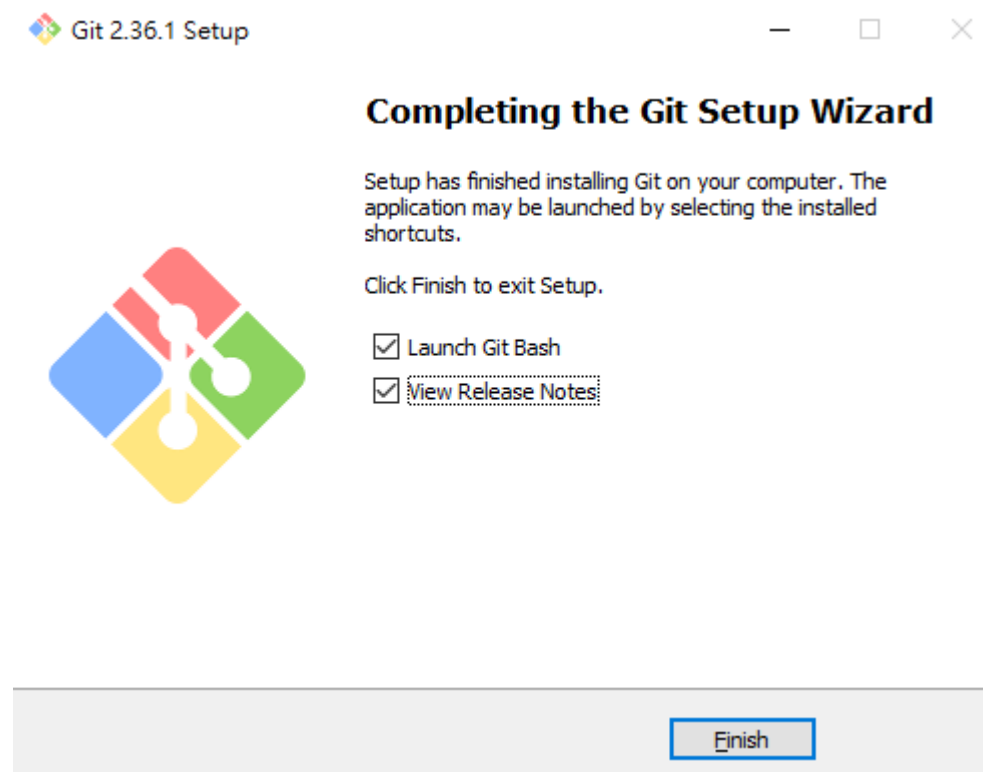 Git 2.36.1 Setup
Completing the Git Setup Wizard
Setup has finished installing Git on your computer. The
application may be launched by selecting the installed
shortcuts.
Click Finish to exit Setup.
Launch Git Bash
View Release Notes
Finish